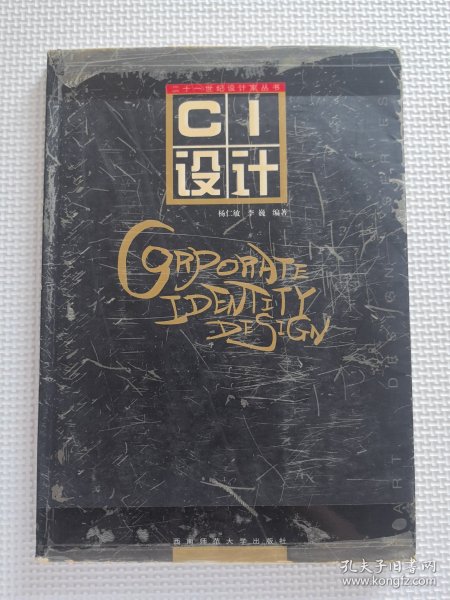 二十一世纪设计家丛书
CI
设计
杨仁敏 李巍 编著
CORPORATE
IDENTITY
DESIGN
西南师范大学出版社
孔夫子旧书网
www.kongfz.com